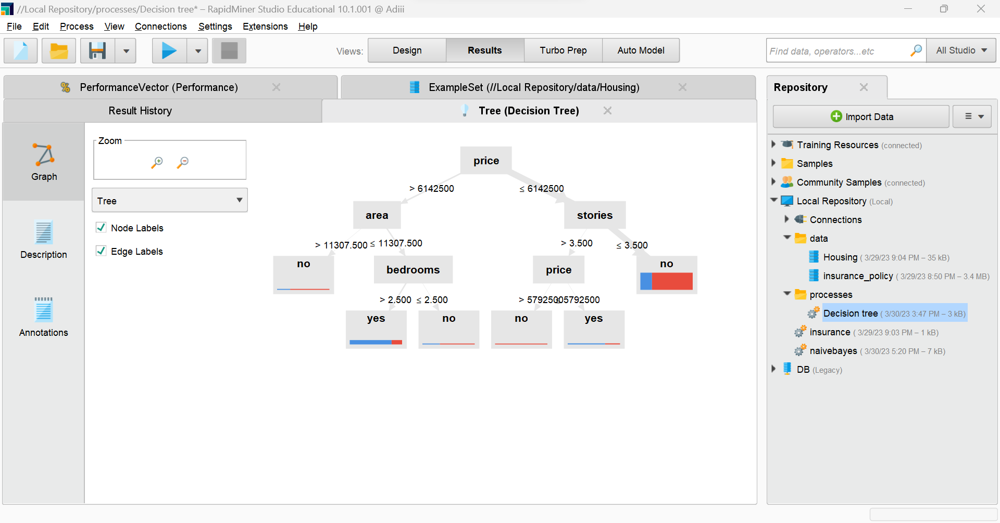 //Local Repository/processes/Decision tree* – RapidMiner Studio Educational 10.1.001 @ Adiii
File Edit Process View Connections Settings Extensions Help
Views: Design Results Turbo Prep Auto Model
Find data, operators...etc
All Studio
PerformanceVector (Performance)
ExampleSet (//Local Repository/data/Housing)
Result History
Tree (Decision Tree)
Graph
Description
Annotations
Zoom
Tree
Node Labels
Edge Labels
price
> 6142500
≤ 6142500
area
stories
> 11307.500
≤ 11307.500
> 3.500
≤ 3.500
no
bedrooms
price
no
> 2.500
≤ 2.500
> 5792500
≤ 5792500
yes
no
no
yes
Repository
Import Data
Training Resources (connected)
Samples
Community Samples (connected)
Local Repository (Local)
Connections
data
Housing ( 3/29/23 9:04 PM – 35 kB)
insurance_policy ( 3/29/23 8:50 PM – 3.4 MB)
processes
Decision tree ( 3/30/23 3:47 PM – 3 kB)
insurance ( 3/29/23 9:03 PM – 1 kB)
naivebayes ( 3/30/23 5:20 PM – 7 kB)
DB (Legacy)